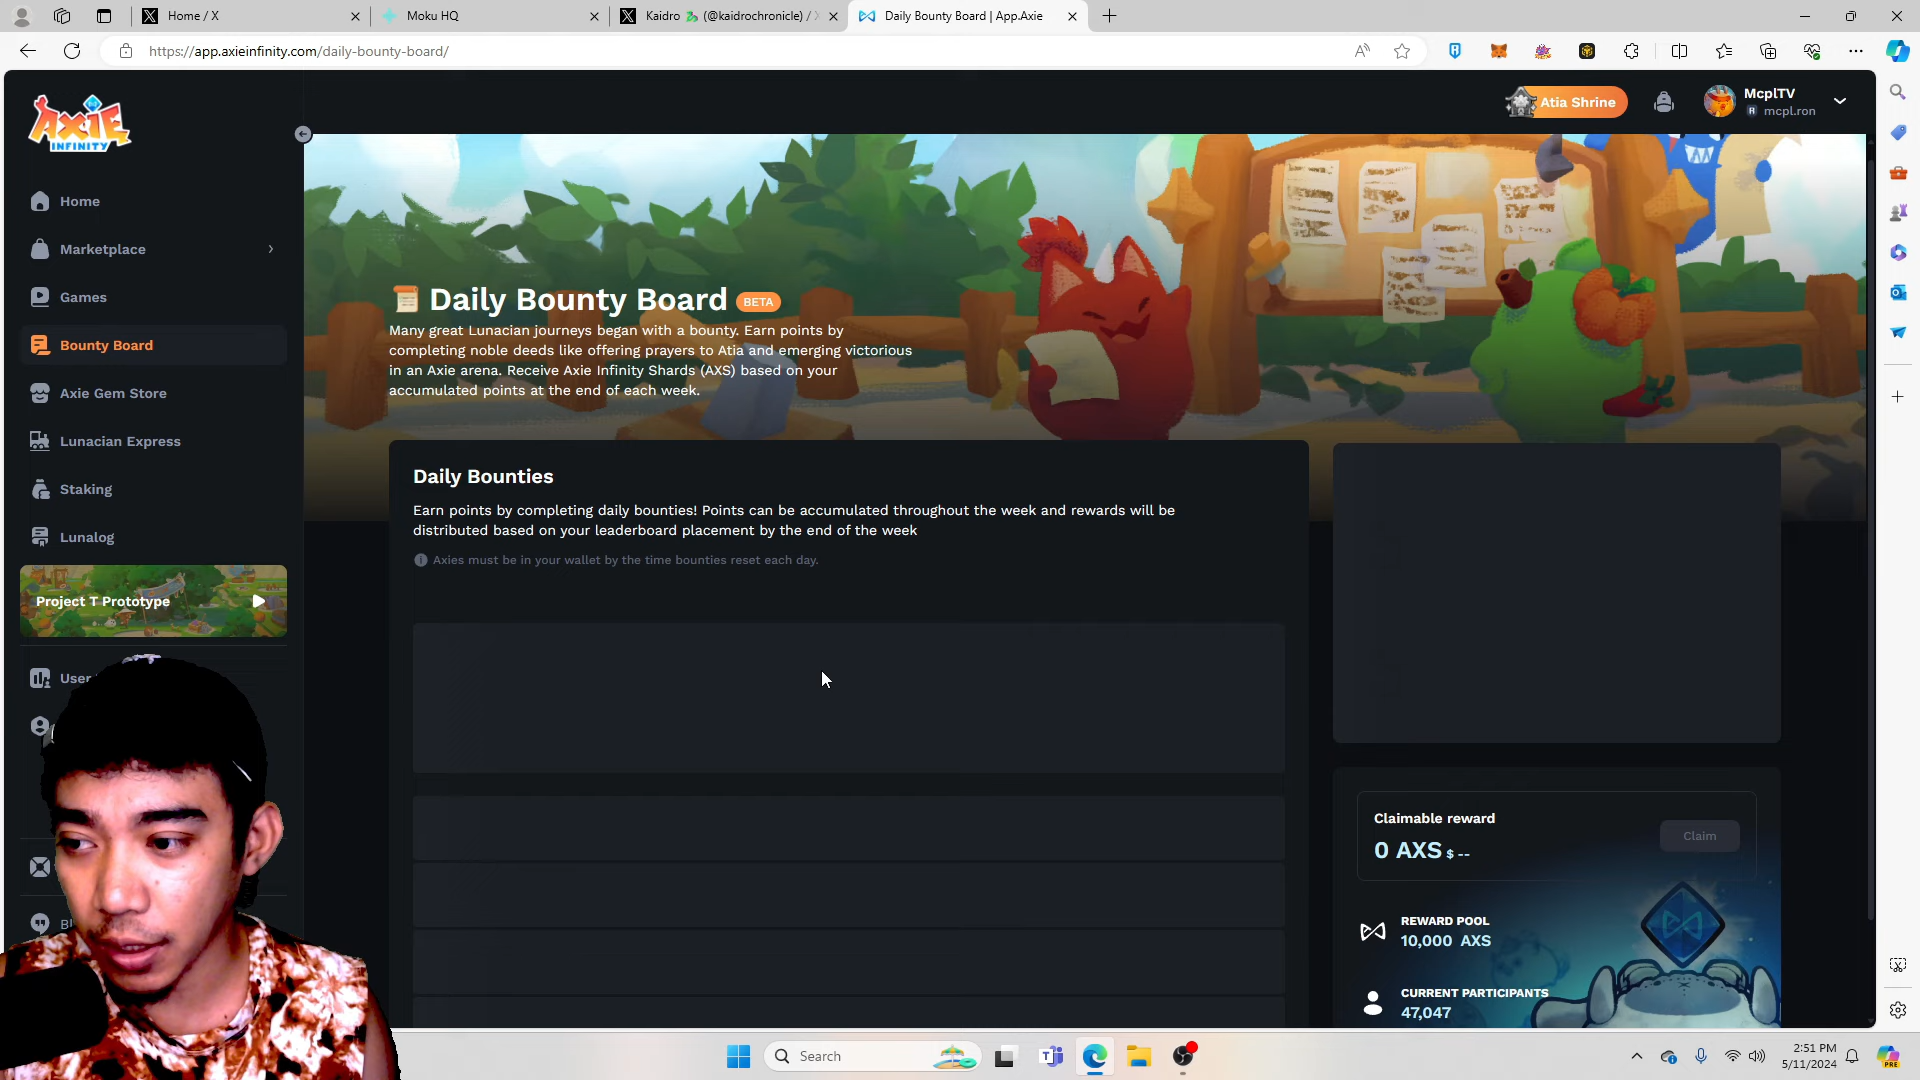 Home / X
Moku HQ
Kaidro 🐉 (@kaidrochronicle) / X
Daily Bounty Board | App.Axie
https://app.axieinfinity.com/daily-bounty-board/
AXIE
INFINITY
Atia Shrine
McplTV
mcpl.ron
Home
Marketplace
Games
Bounty Board
Axie Gem Store
Lunacian Express
Staking
Lunalog
Project T Prototype
User
Bl
Daily Bounty Board BETA
Many great Lunacian journeys began with a bounty. Earn points by
completing noble deeds like offering prayers to Atia and emerging victorious
in an Axie arena. Receive Axie Infinity Shards (AXS) based on your
accumulated points at the end of each week.
Daily Bounties
Earn points by completing daily bounties! Points can be accumulated throughout the week and rewards will be
distributed based on your leaderboard placement by the end of the week
Axies must be in your wallet by the time bounties reset each day.
Claimable reward
0 AXS $ --
Claim
REWARD POOL
10,000 AXS
CURRENT PARTICIPANTS
47,047
Search
2:51 PM
5/11/2024